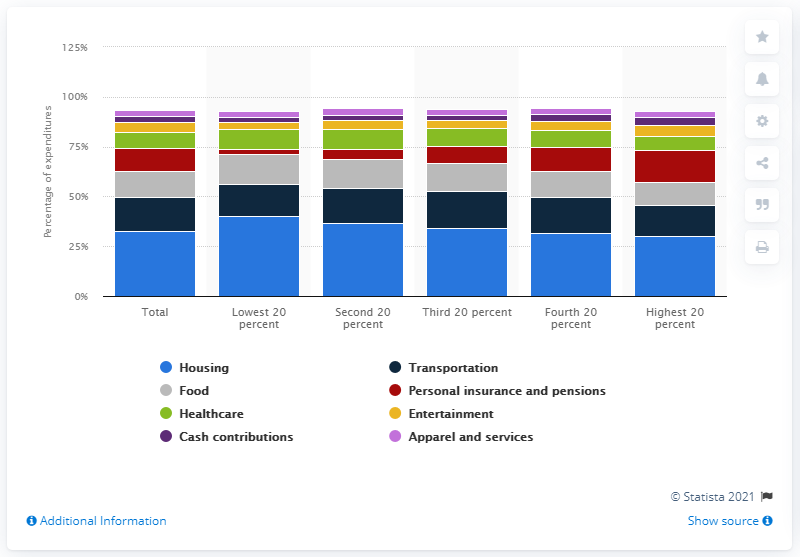 Percentage of expenditures
125%
100%
75%
50%
25%
0%
Total
Lowest 20
percent
Second 20
percent
Third 20 percent
Fourth 20
percent
Highest 20
percent
Housing
Transportation
Food
Personal insurance and pensions
Healthcare
Entertainment
Cash contributions
Apparel and services
© Statista 2021
Additional Information
Show source